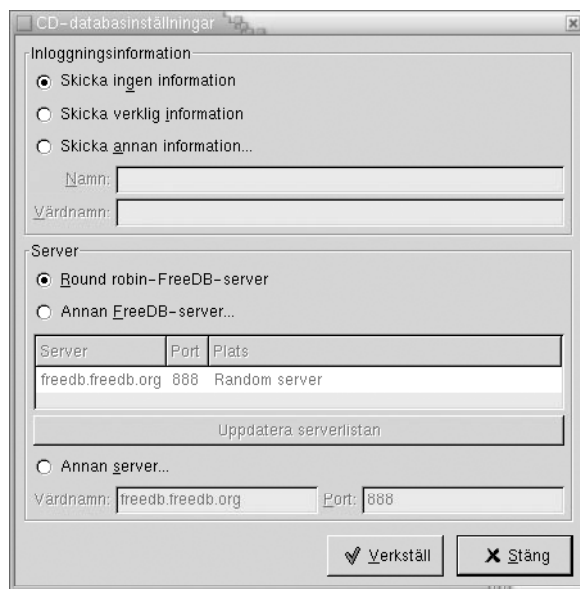 CD-databasinställningar
Inloggningsinformation
Skicka ingen information
Skicka verklig information
Skicka annan information...
Namn:
Värdnamn:
Server
Round robin-FreeDB-server
Annan FreeDB-server...
Server Port Plats
freedb.freedb.org 888 Random server
Uppdatera serverlistan
Annan server...
Värdnamn: freedb.freedb.org Port: 888
Verkställ Stäng